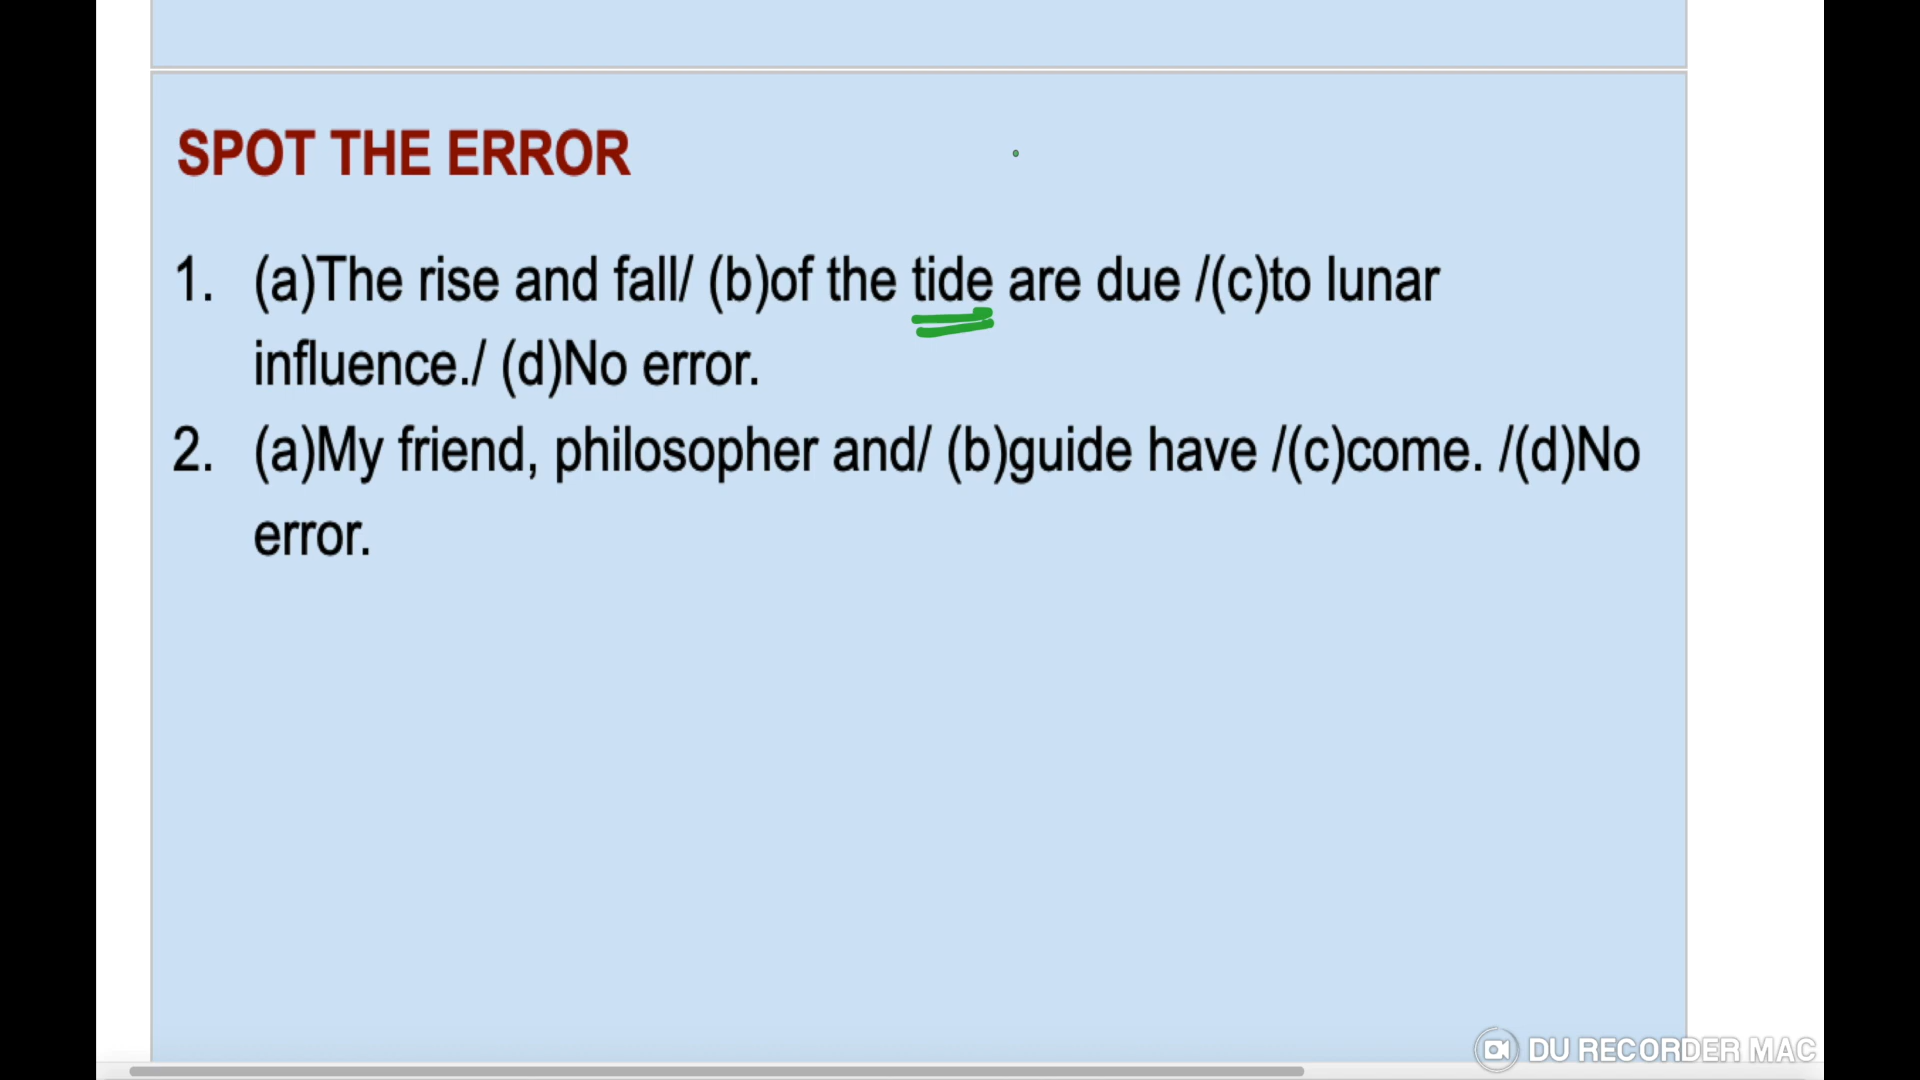 SPOT THE ERROR
1. (a)The rise and fall/ (b)of the tide are due /(c)to lunar
influence./ (d)No error.
2. (a)My friend, philosopher and/ (b)guide have /(c)come. /(d)No
error.
DU RECORDER MAC